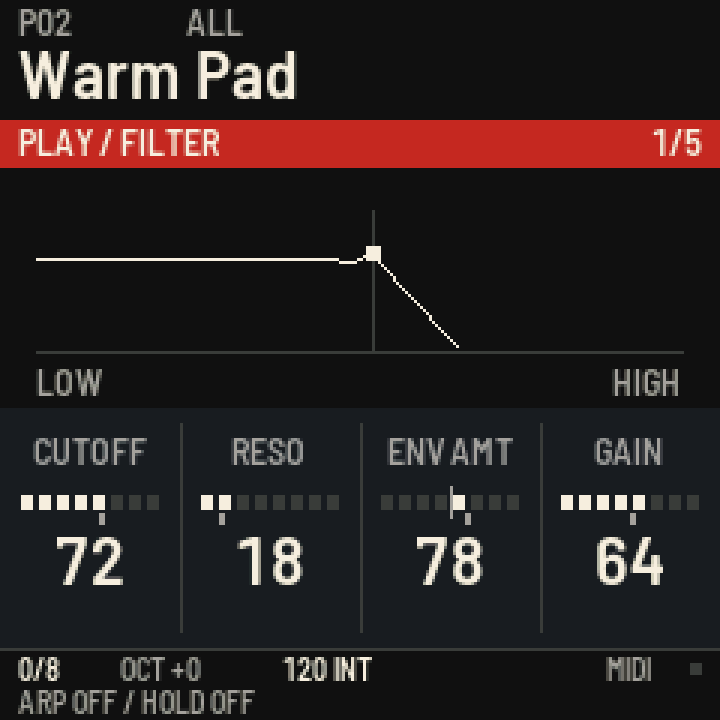 P02 ALL
Warm Pad
PLAY / FILTER 1/5
LOW HIGH
CUTOFF RESO ENV AMT GAIN
72 18 78 64
0/8 OCT +0 120 INT MIDI
ARP OFF / HOLD OFF